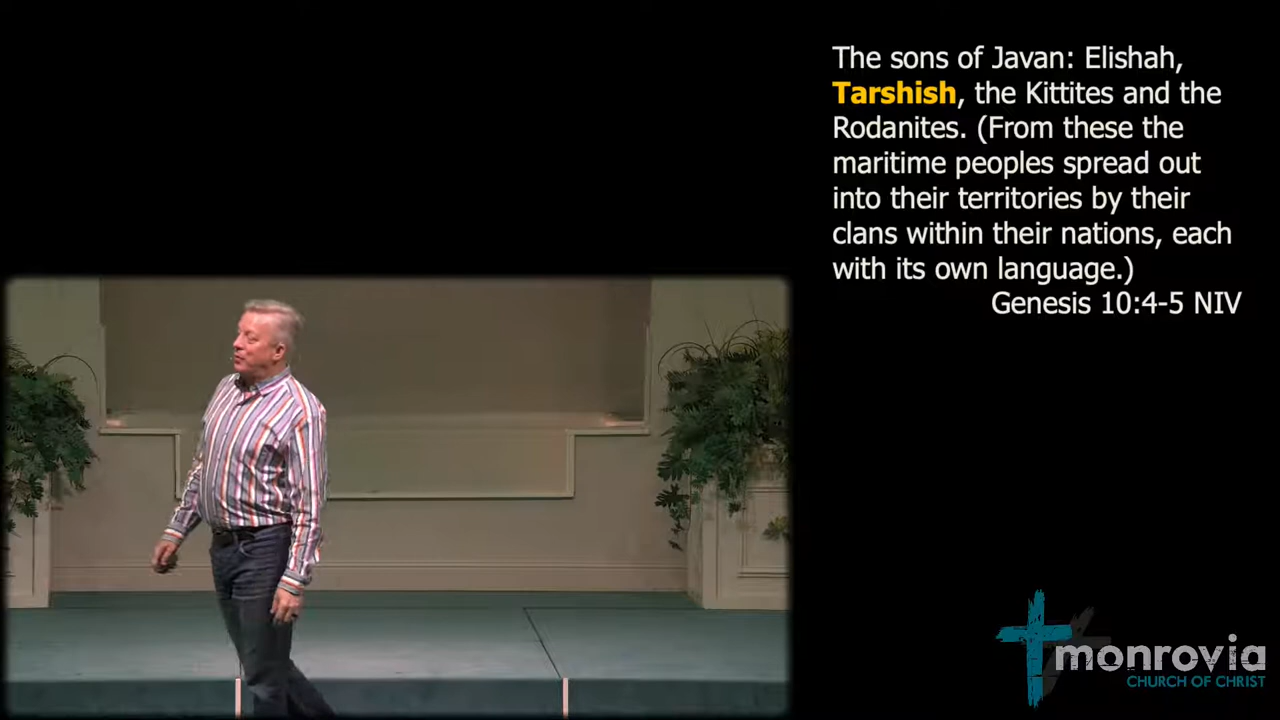 The sons of Javan: Elishah,
Tarshish, the Kittites and the
Rodanites. (From these the
maritime peoples spread out
into their territories by their
clans within their nations, each
with its own language.)
Genesis 10:4-5 NIV
monrovia
CHURCH OF CHRIST